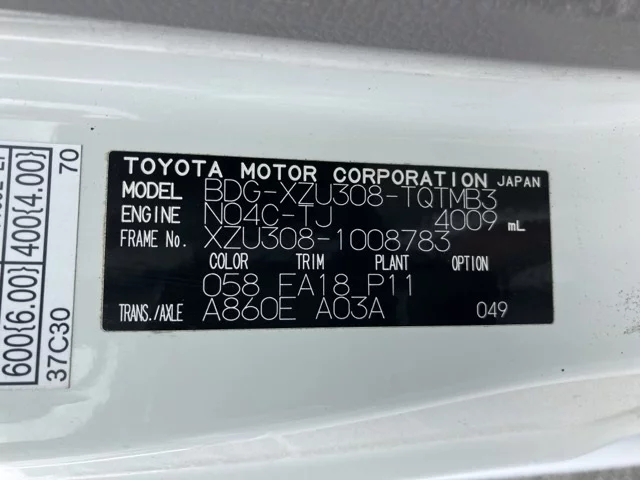 TOYOTA MOTOR CORPORATION JAPAN
MODEL BDG-XZU308-TQTMB3
ENGINE N04C-TJ 4009 mL
FRAME No. XZU308-1008783
COLOR TRIM PLANT OPTION
058 FA18 P11
TRANS./AXLE A860E A03A 049
600{6.00} 400{4.00}
37C30 70